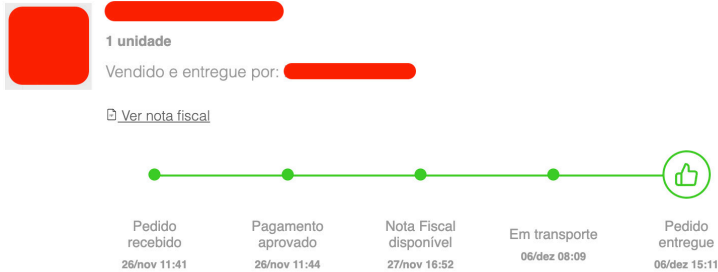 1 unidade
Vendido e entregue por:
Ver nota fiscal
Pedido
recebido
26/nov 11:41
Pagamento
aprovado
26/nov 11:44
Nota Fiscal
disponível
27/nov 16:52
Em transporte
06/dez 08:09
Pedido
entregue
06/dez 15:11